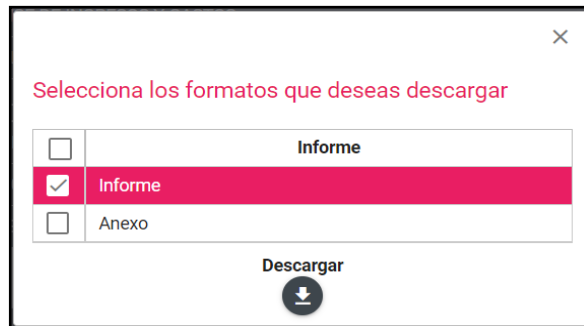 Selecciona los formatos que deseas descargar
Informe
Informe
Anexo
Descargar